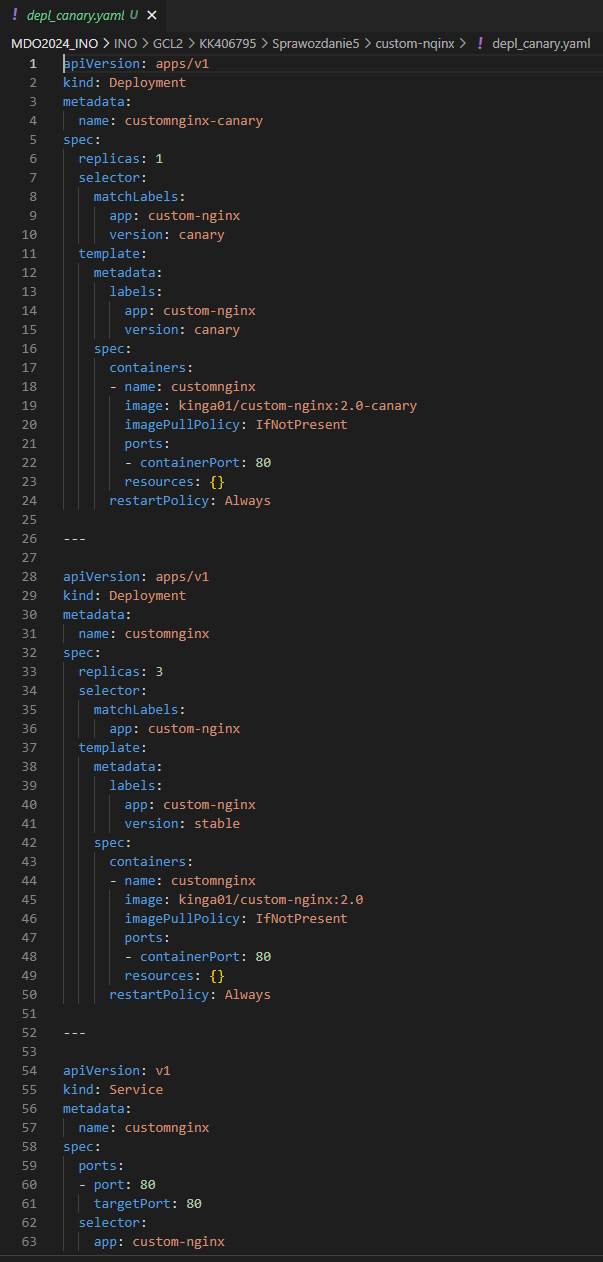 ! depl_canary.yaml U ✕
MDO2024_INO > INO > GCL2 > KK406795 > Sprawozdanie5 > custom-nqinx > ! depl_canary.yaml
1 apiVersion: apps/v1
2 kind: Deployment
3 metadata:
4   name: customnginx-canary
5 spec:
6   replicas: 1
7   selector:
8     matchLabels:
9       app: custom-nginx
10       version: canary
11   template:
12     metadata:
13       labels:
14         app: custom-nginx
15         version: canary
16     spec:
17       containers:
18       - name: customnginx
19         image: kinga01/custom-nginx:2.0-canary
20         imagePullPolicy: IfNotPresent
21         ports:
22         - containerPort: 80
23         resources: {}
24       restartPolicy: Always
25
26 ---
27
28 apiVersion: apps/v1
29 kind: Deployment
30 metadata:
31   name: customnginx
32 spec:
33   replicas: 3
34   selector:
35     matchLabels:
36       app: custom-nginx
37   template:
38     metadata:
39       labels:
40         app: custom-nginx
41         version: stable
42     spec:
43       containers:
44       - name: customnginx
45         image: kinga01/custom-nginx:2.0
46         imagePullPolicy: IfNotPresent
47         ports:
48         - containerPort: 80
49         resources: {}
50       restartPolicy: Always
51
52 ---
53
54 apiVersion: v1
55 kind: Service
56 metadata:
57   name: customnginx
58 spec:
59   ports:
60   - port: 80
61     targetPort: 80
62   selector:
63     app: custom-nginx